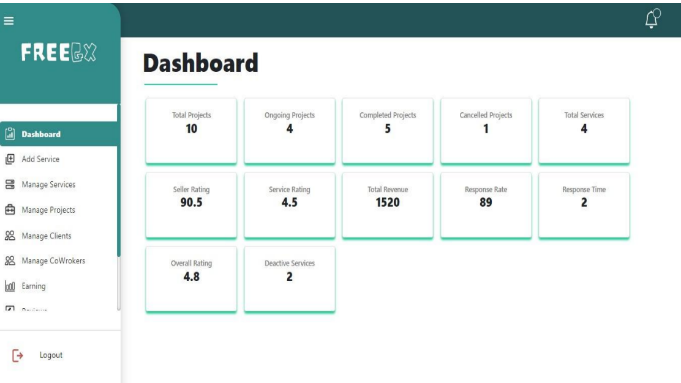 FREEGX
Dashboard
Dashboard
Add Service
Manage Services
Manage Projects
Manage Clients
Manage CoWrokers
Earning
Logout
Total Projects
10
Ongoing Projects
4
Completed Projects
5
Cancelled Projects
1
Total Services
4
Seller Rating
90.5
Service Rating
4.5
Total Revenue
1520
Response Rate
89
Response Time
2
Overall Rating
4.8
Deactive Services
2